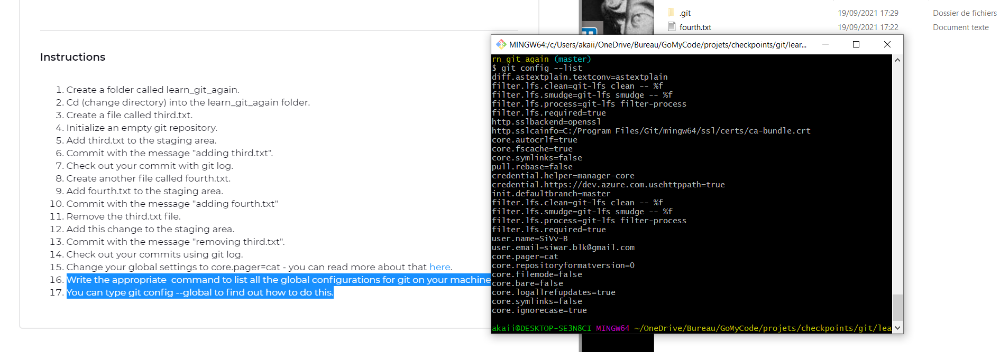 Instructions
1. Create a folder called learn_git_again.
2. Cd (change directory) into the learn_git_again folder.
3. Create a file called third.txt.
4. Initialize an empty git repository.
5. Add third.txt to the staging area.
6. Commit with the message "adding third.txt".
7. Check out your commit with git log.
8. Create another file called fourth.txt.
9. Add fourth.txt to the staging area.
10. Commit with the message "adding fourth.txt"
11. Remove the third.txt file.
12. Add this change to the staging area.
13. Commit with the message "removing third.txt".
14. Check out your commits using git log.
15. Change your global settings to core.pager=cat - you can read more about that here.
16. Write the appropriate  command to list all the global configurations for git on your machine
17. You can type git config --global to find out how to do this.
.git 19/09/2021 17:29 Dossier de fichiers
fourth.txt 19/09/2021 17:22 Document texte
MINGW64:/c/Users/akaii/OneDrive/Bureau/GoMyCode/projets/checkpoints/git/lear...
rn_git_again (master)
$ git config --list
diff.astextplain.textconv=astextplain
filter.lfs.clean=git-lfs clean -- %f
filter.lfs.smudge=git-lfs smudge -- %f
filter.lfs.process=git-lfs filter-process
filter.lfs.required=true
http.sslbackend=openssl
http.sslcainfo=C:/Program Files/Git/mingw64/ssl/certs/ca-bundle.crt
core.autocrlf=true
core.fscache=true
core.symlinks=false
pull.rebase=false
credential.helper=manager-core
credential.https://dev.azure.com.usehttppath=true
init.defaultbranch=master
filter.lfs.clean=git-lfs clean -- %f
filter.lfs.smudge=git-lfs smudge -- %f
filter.lfs.process=git-lfs filter-process
filter.lfs.required=true
user.name=SiVv-B
user.email=siwar.blk@gmail.com
core.pager=cat
core.repositoryformatversion=0
core.filemode=false
core.bare=false
core.logallrefupdates=true
core.symlinks=false
core.ignorecase=true
akaii@DESKTOP-SE3N8CI MINGW64 ~/OneDrive/Bureau/GoMyCode/projets/checkpoints/git/lea